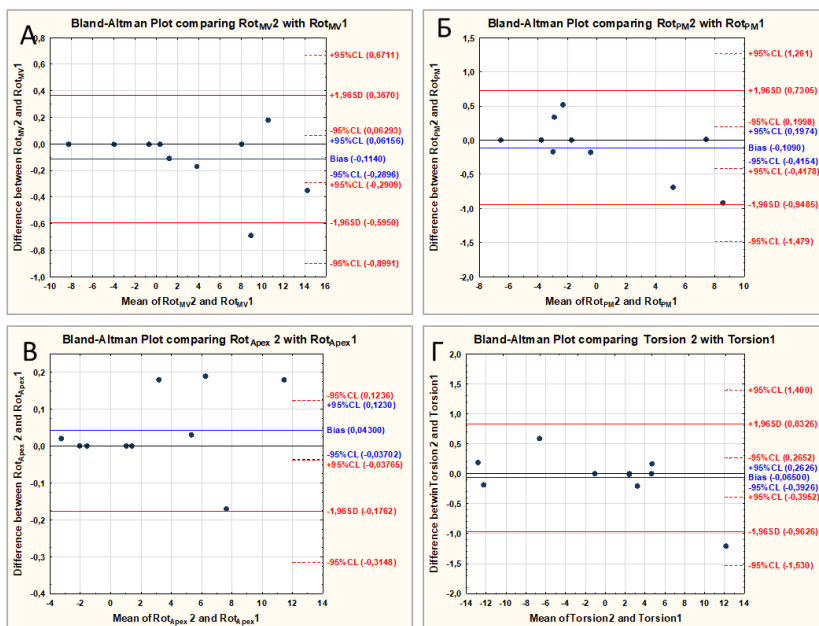 А
Bland-Altman Plot comparing RotMV2 with RotMV1
Difference between RotMV2 and RotMV1
0,8
0,6
0,4
0,2
0,0
-0,2
-0,4
-0,6
-0,8
-1,0
+95%CL (0,6711)
+1,96SD (0,3670)
-95%CL (0,06293)
+95%CL (0,06156)
Bias (-0,1140)
-95%CL (-0,2896)
+95%CL (-0,2909)
-1,96SD (-0,5950)
-95%CL (-0,8991)
-10 -8 -6 -4 -2 0 2 4 6 8 10 12 14 16
Mean of RotMV2 and RotMV1
Б
Bland-Altman Plot comparing RotPM2 with RotPM1
Difference between RotPM2 and RotPM1
1,5
1,0
0,5
0,0
-0,5
-1,0
-1,5
-2,0
+95%CL (1,261)
+1,96SD (0,7305)
-95%CL (0,1998)
+95%CL (0,1974)
Bias (-0,1090)
-95%CL (-0,4154)
+95%CL (-0,4178)
-1,96SD (-0,9485)
-95%CL (-1,479)
-8 -6 -4 -2 0 2 4 6 8 10
Mean of RotPM2 and RotPM1
В
Bland-Altman Plot comparing RotApex 2 with RotApex1
Difference between RotApex 2 and RotApex1
0,2
0,1
0,0
-0,1
-0,2
-0,3
-0,4
-95%CL (0,1236)
+95%CL (0,1230)
Bias (0,04300)
-95%CL (-0,03702)
+95%CL (-0,03765)
-1,96SD (-0,1762)
-95%CL (-0,3148)
-4 -2 0 2 4 6 8 10 12 14
Mean of RotApex 2 and RotApex1
Г
Bland-Altman Plot comparing Torsion 2 with Torsion1
Difference betwinTorsion2 and Torsion1
2,0
1,5
1,0
0,5
0,0
-0,5
-1,0
-1,5
-2,0
+95%CL (1,400)
+1,96SD (0,8326)
-95%CL (0,2652)
+95%CL (0,2626)
Bias (-0,06500)
-95%CL (-0,3926)
+95%CL (-0,3952)
-1,96SD (-0,9626)
-95%CL (-1,530)
-14 -12 -10 -8 -6 -4 -2 0 2 4 6 8 10 12 14
Mean of Torsion2 and Torsion1